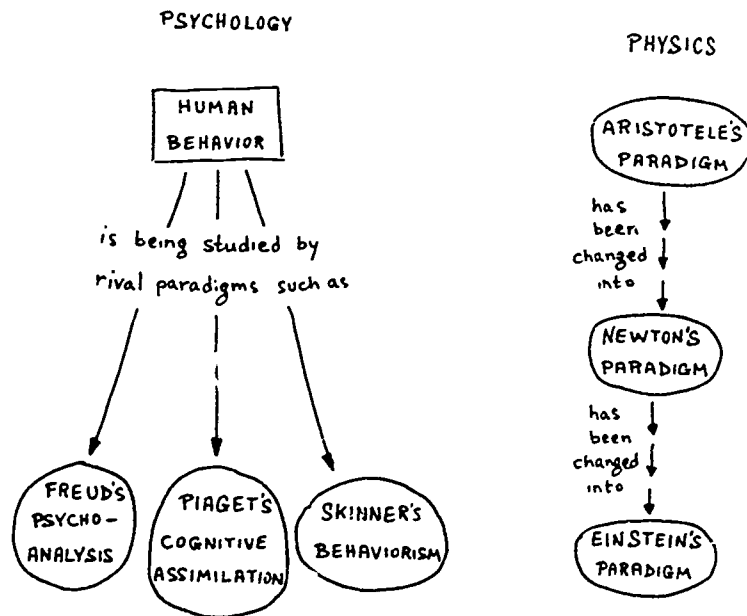 PSYCHOLOGY
HUMAN
BEHAVIOR
is being studied by
rival paradigms such as
FREUD'S
PSYCHO-
ANALYSIS
PIAGET'S
COGNITIVE
ASSIMILATION
SKINNER'S
BEHAVIORISM
PHYSICS
ARISTOTELE'S
PARADIGM
has
been
changed
into
NEWTON'S
PARADIGM
has
been
changed
into
EINSTEIN'S
PARADIGM